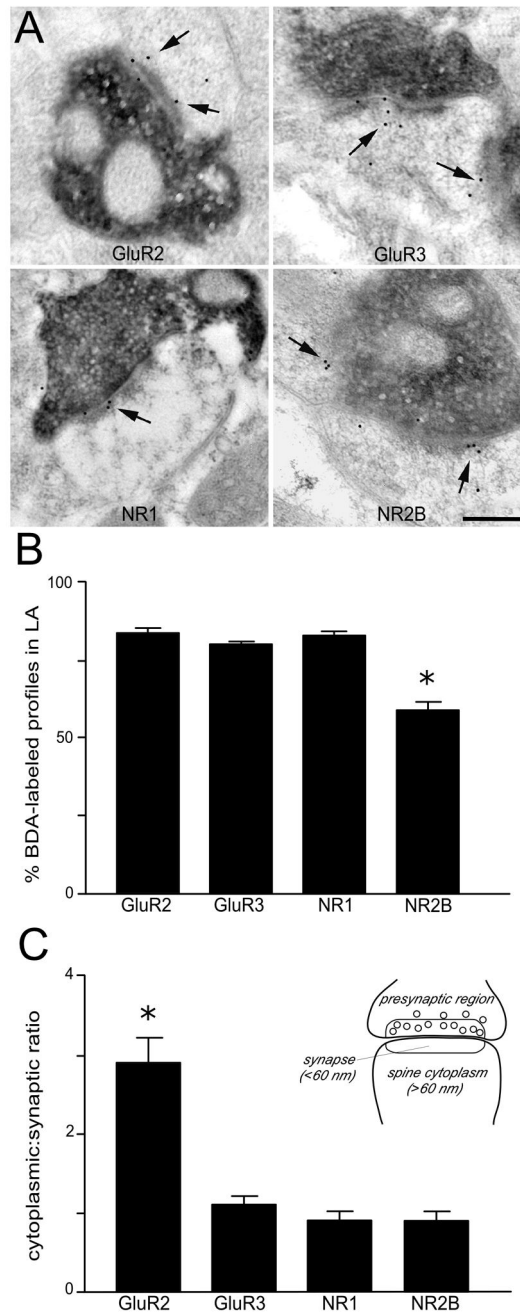 A
GluR2
GluR3
NR1
NR2B
B
% BDA-labeled profiles in LA
100
50
0
*
GluR2 GluR3 NR1 NR2B
C
cytoplasmic:synaptic ratio
4
2
0
*
presynaptic region
synapse
(<60 nm)
spine cytoplasm
(>60 nm)
GluR2 GluR3 NR1 NR2B